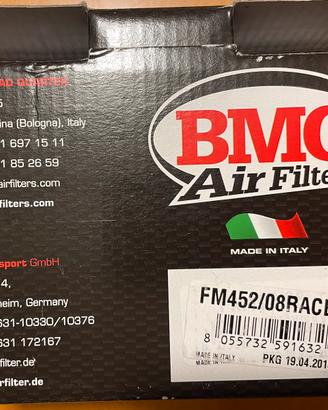 AD QUARTER
ina (Bologna), Italy
1 697 15 11
1 85 26 59
airfilters.com
filters.com
sport GmbH
4,
heim, Germany
631-10330/10376
631 172167
filter.de
rfilter.de
BMC
Air Filte
MADE IN ITALY
FM452/08RACE
8 055732 591632
MADE IN ITALY
PKG 19.04.201